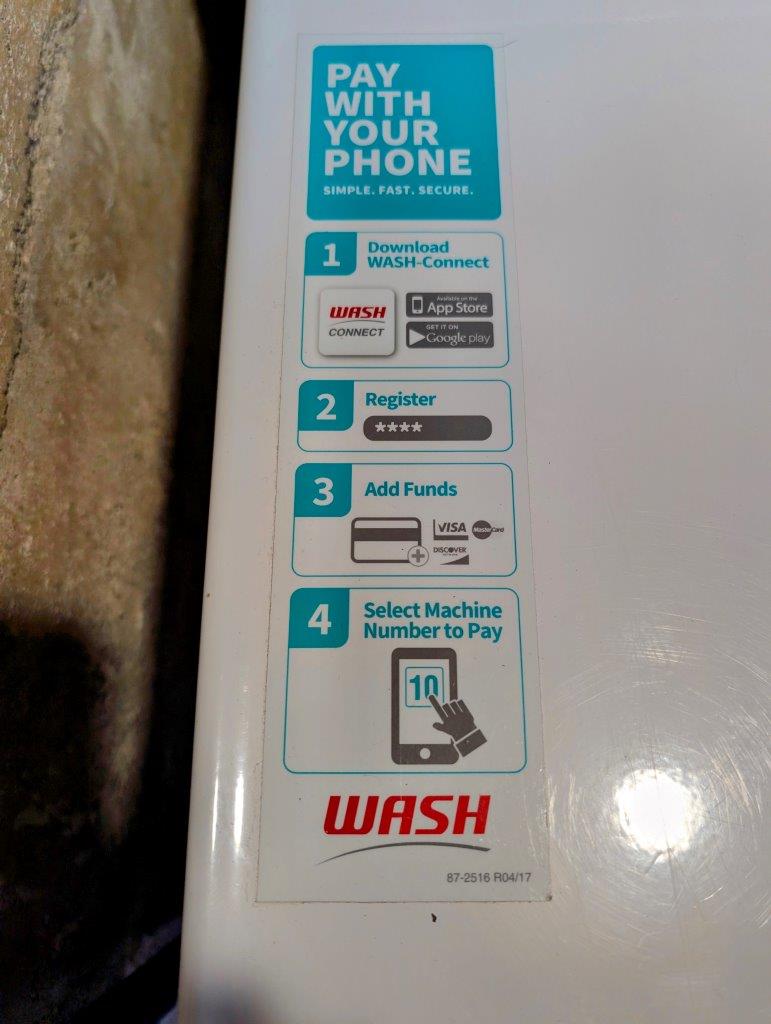 PAY
WITH
YOUR
PHONE
SIMPLE. FAST. SECURE.
1
Download
WASH-Connect
WASH
CONNECT
Available on the
App Store
GET IT ON
Google play
2
Register
****
3
Add Funds
VISA
MasterCard
DISCOVER
4
Select Machine
Number to Pay
10
WASH
87-2516 R04/17